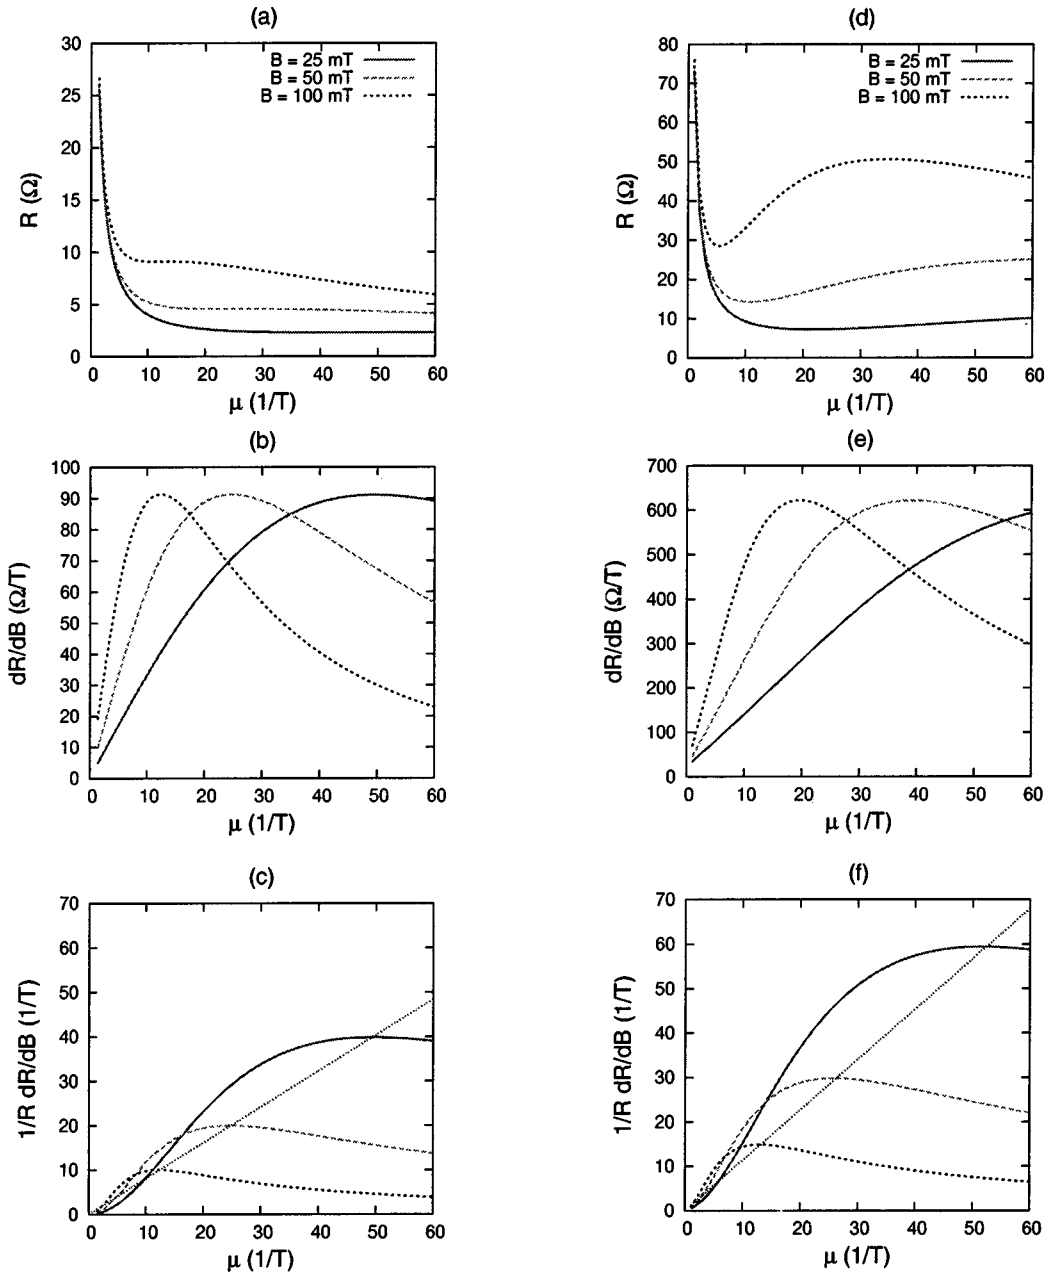 (a)
30
25
20
15
10
5
0
R (Ω)
B = 25 mT
B = 50 mT
B = 100 mT
0 10 20 30 40 50 60
μ (1/T)
(b)
100
90
80
70
60
50
40
30
20
10
0
dR/dB (Ω/T)
0 10 20 30 40 50 60
μ (1/T)
(c)
70
60
50
40
30
20
10
0
1/R dR/dB (1/T)
0 10 20 30 40 50 60
μ (1/T)
(d)
80
70
60
50
40
30
20
10
0
R (Ω)
B = 25 mT
B = 50 mT
B = 100 mT
0 10 20 30 40 50 60
μ (1/T)
(e)
700
600
500
400
300
200
100
0
dR/dB (Ω/T)
0 10 20 30 40 50 60
μ (1/T)
(f)
70
60
50
40
30
20
10
0
1/R dR/dB (1/T)
0 10 20 30 40 50 60
μ (1/T)